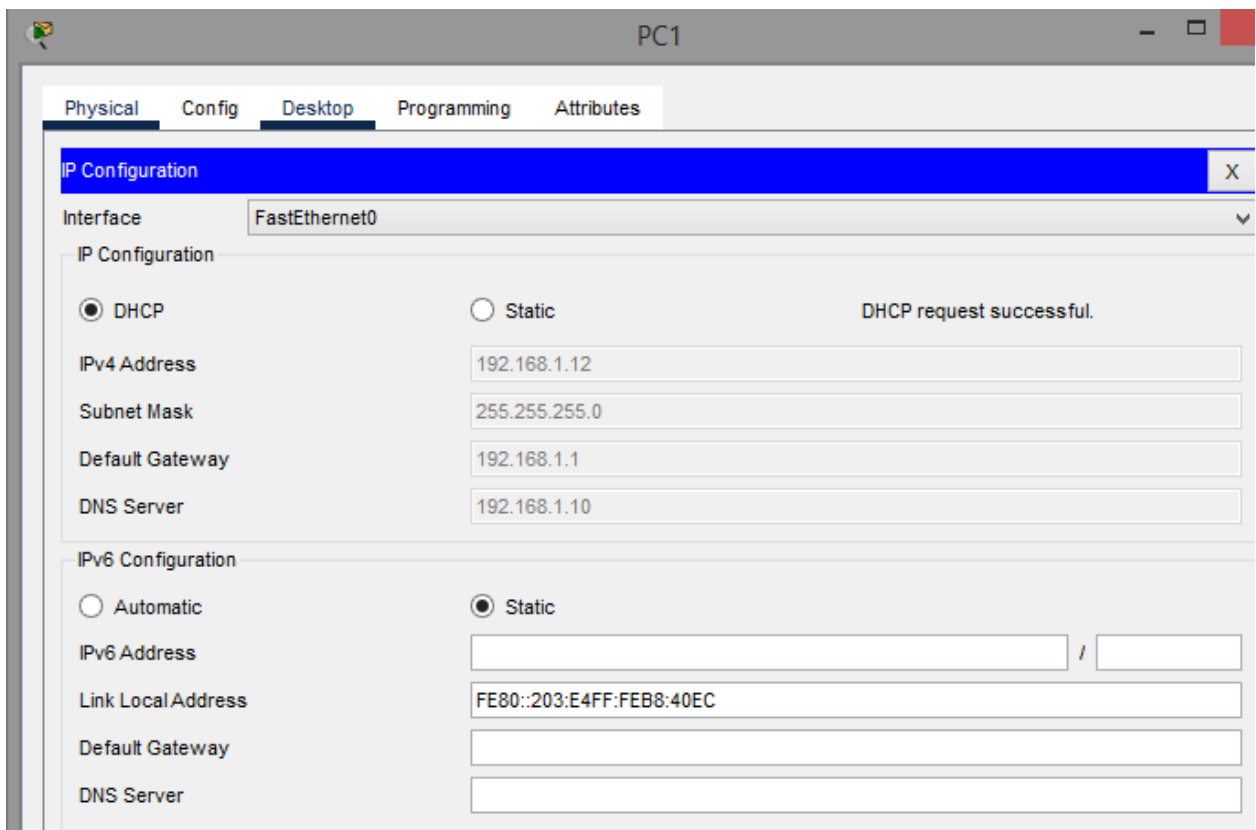 PC1
Physical Config Desktop Programming Attributes
IP Configuration X
Interface FastEthernet0
IP Configuration
DHCP Static DHCP request successful.
IPv4 Address 192.168.1.12
Subnet Mask 255.255.255.0
Default Gateway 192.168.1.1
DNS Server 192.168.1.10
IPv6 Configuration
Automatic Static
IPv6 Address /
Link Local Address FE80::203:E4FF:FEB8:40EC
Default Gateway
DNS Server